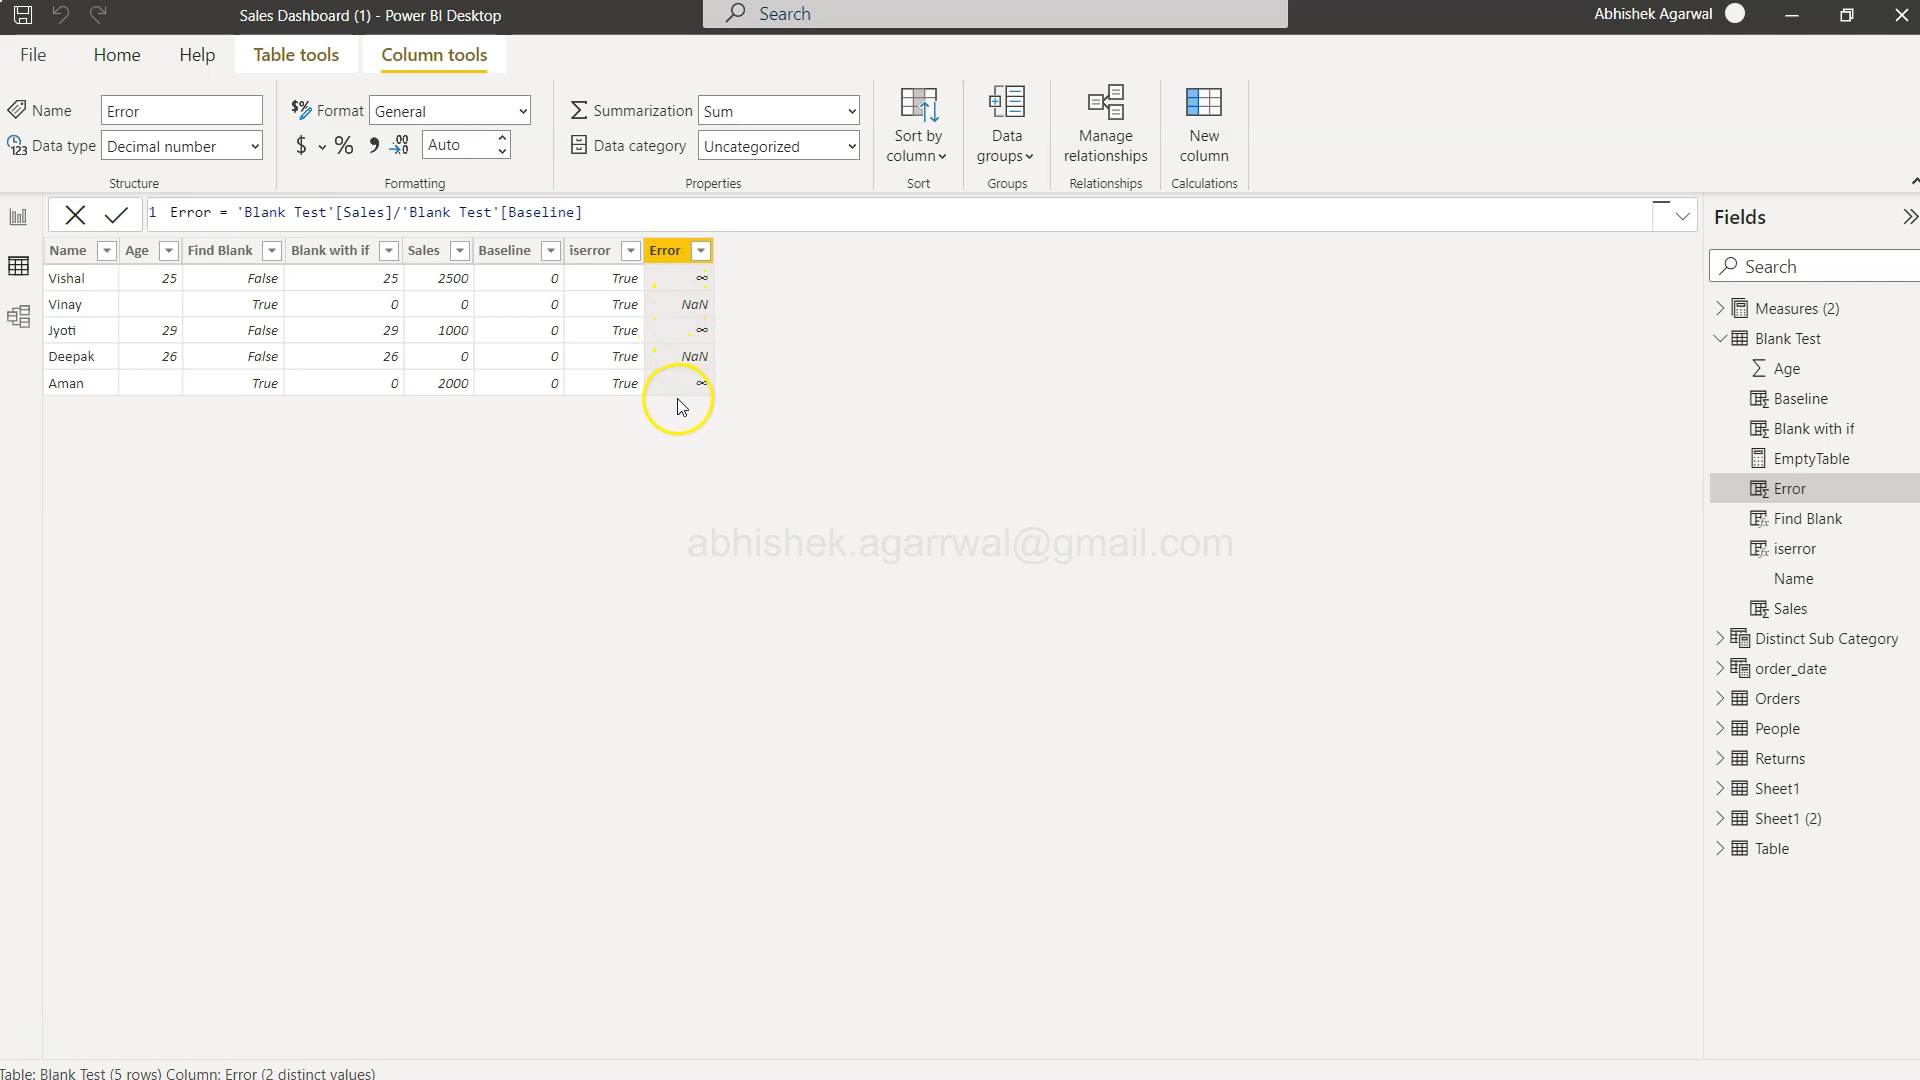 Sales Dashboard (1) - Power BI Desktop
Search
Abhishek Agarwal
File Home Help Table tools Column tools
Name Error
Data type Decimal number
Structure
$% Format General
$ % , .00 Auto
Formatting
Summarization Sum
Data category Uncategorized
Properties
Sort by
column
Sort
Data
groups
Groups
Manage
relationships
Relationships
New
column
Calculations
1 Error = 'Blank Test'[Sales]/'Blank Test'[Baseline]
Name Age Find Blank Blank with if Sales Baseline iserror Error
Vishal 25 False 25 2500 0 True ∞
Vinay True 0 0 0 True NaN
Jyoti 29 False 29 1000 0 True ∞
Deepak 26 False 26 0 0 True NaN
Aman True 0 2000 0 True ∞
abhishek.agarrwal@gmail.com
Fields
Search
Measures (2)
Blank Test
Age
Baseline
Blank with if
EmptyTable
Error
Find Blank
iserror
Name
Sales
Distinct Sub Category
order_date
Orders
People
Returns
Sheet1
Sheet1 (2)
Table
Table: Blank Test (5 rows) Column: Error (2 distinct values)